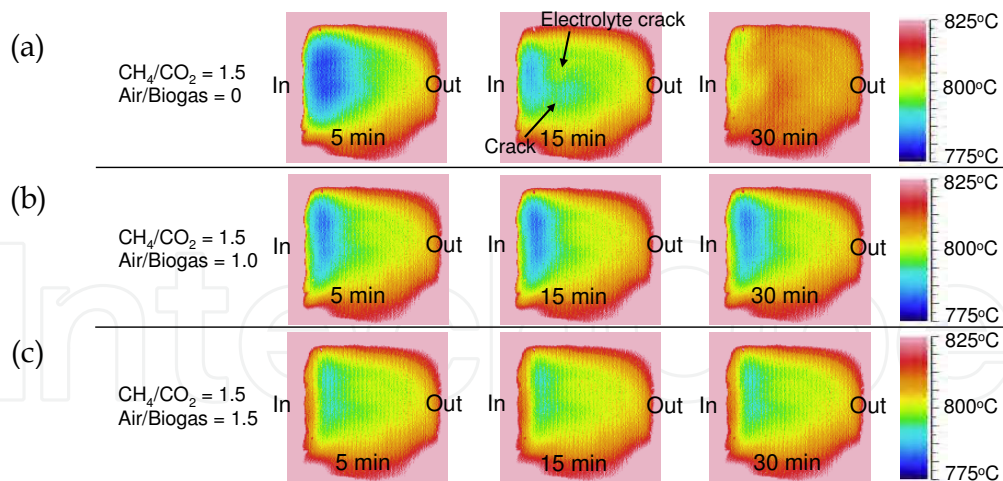 (a)
CH₄/CO₂ = 1.5
Air/Biogas = 0
In
5 min
Out
Electrolyte crack
In
Crack
15 min
Out
In
30 min
Out
825°C
800°C
775°C
(b)
CH₄/CO₂ = 1.5
Air/Biogas = 1.0
In
5 min
Out
In
15 min
Out
In
30 min
Out
825°C
800°C
775°C
(c)
CH₄/CO₂ = 1.5
Air/Biogas = 1.5
In
5 min
Out
In
15 min
Out
In
30 min
Out
825°C
800°C
775°C